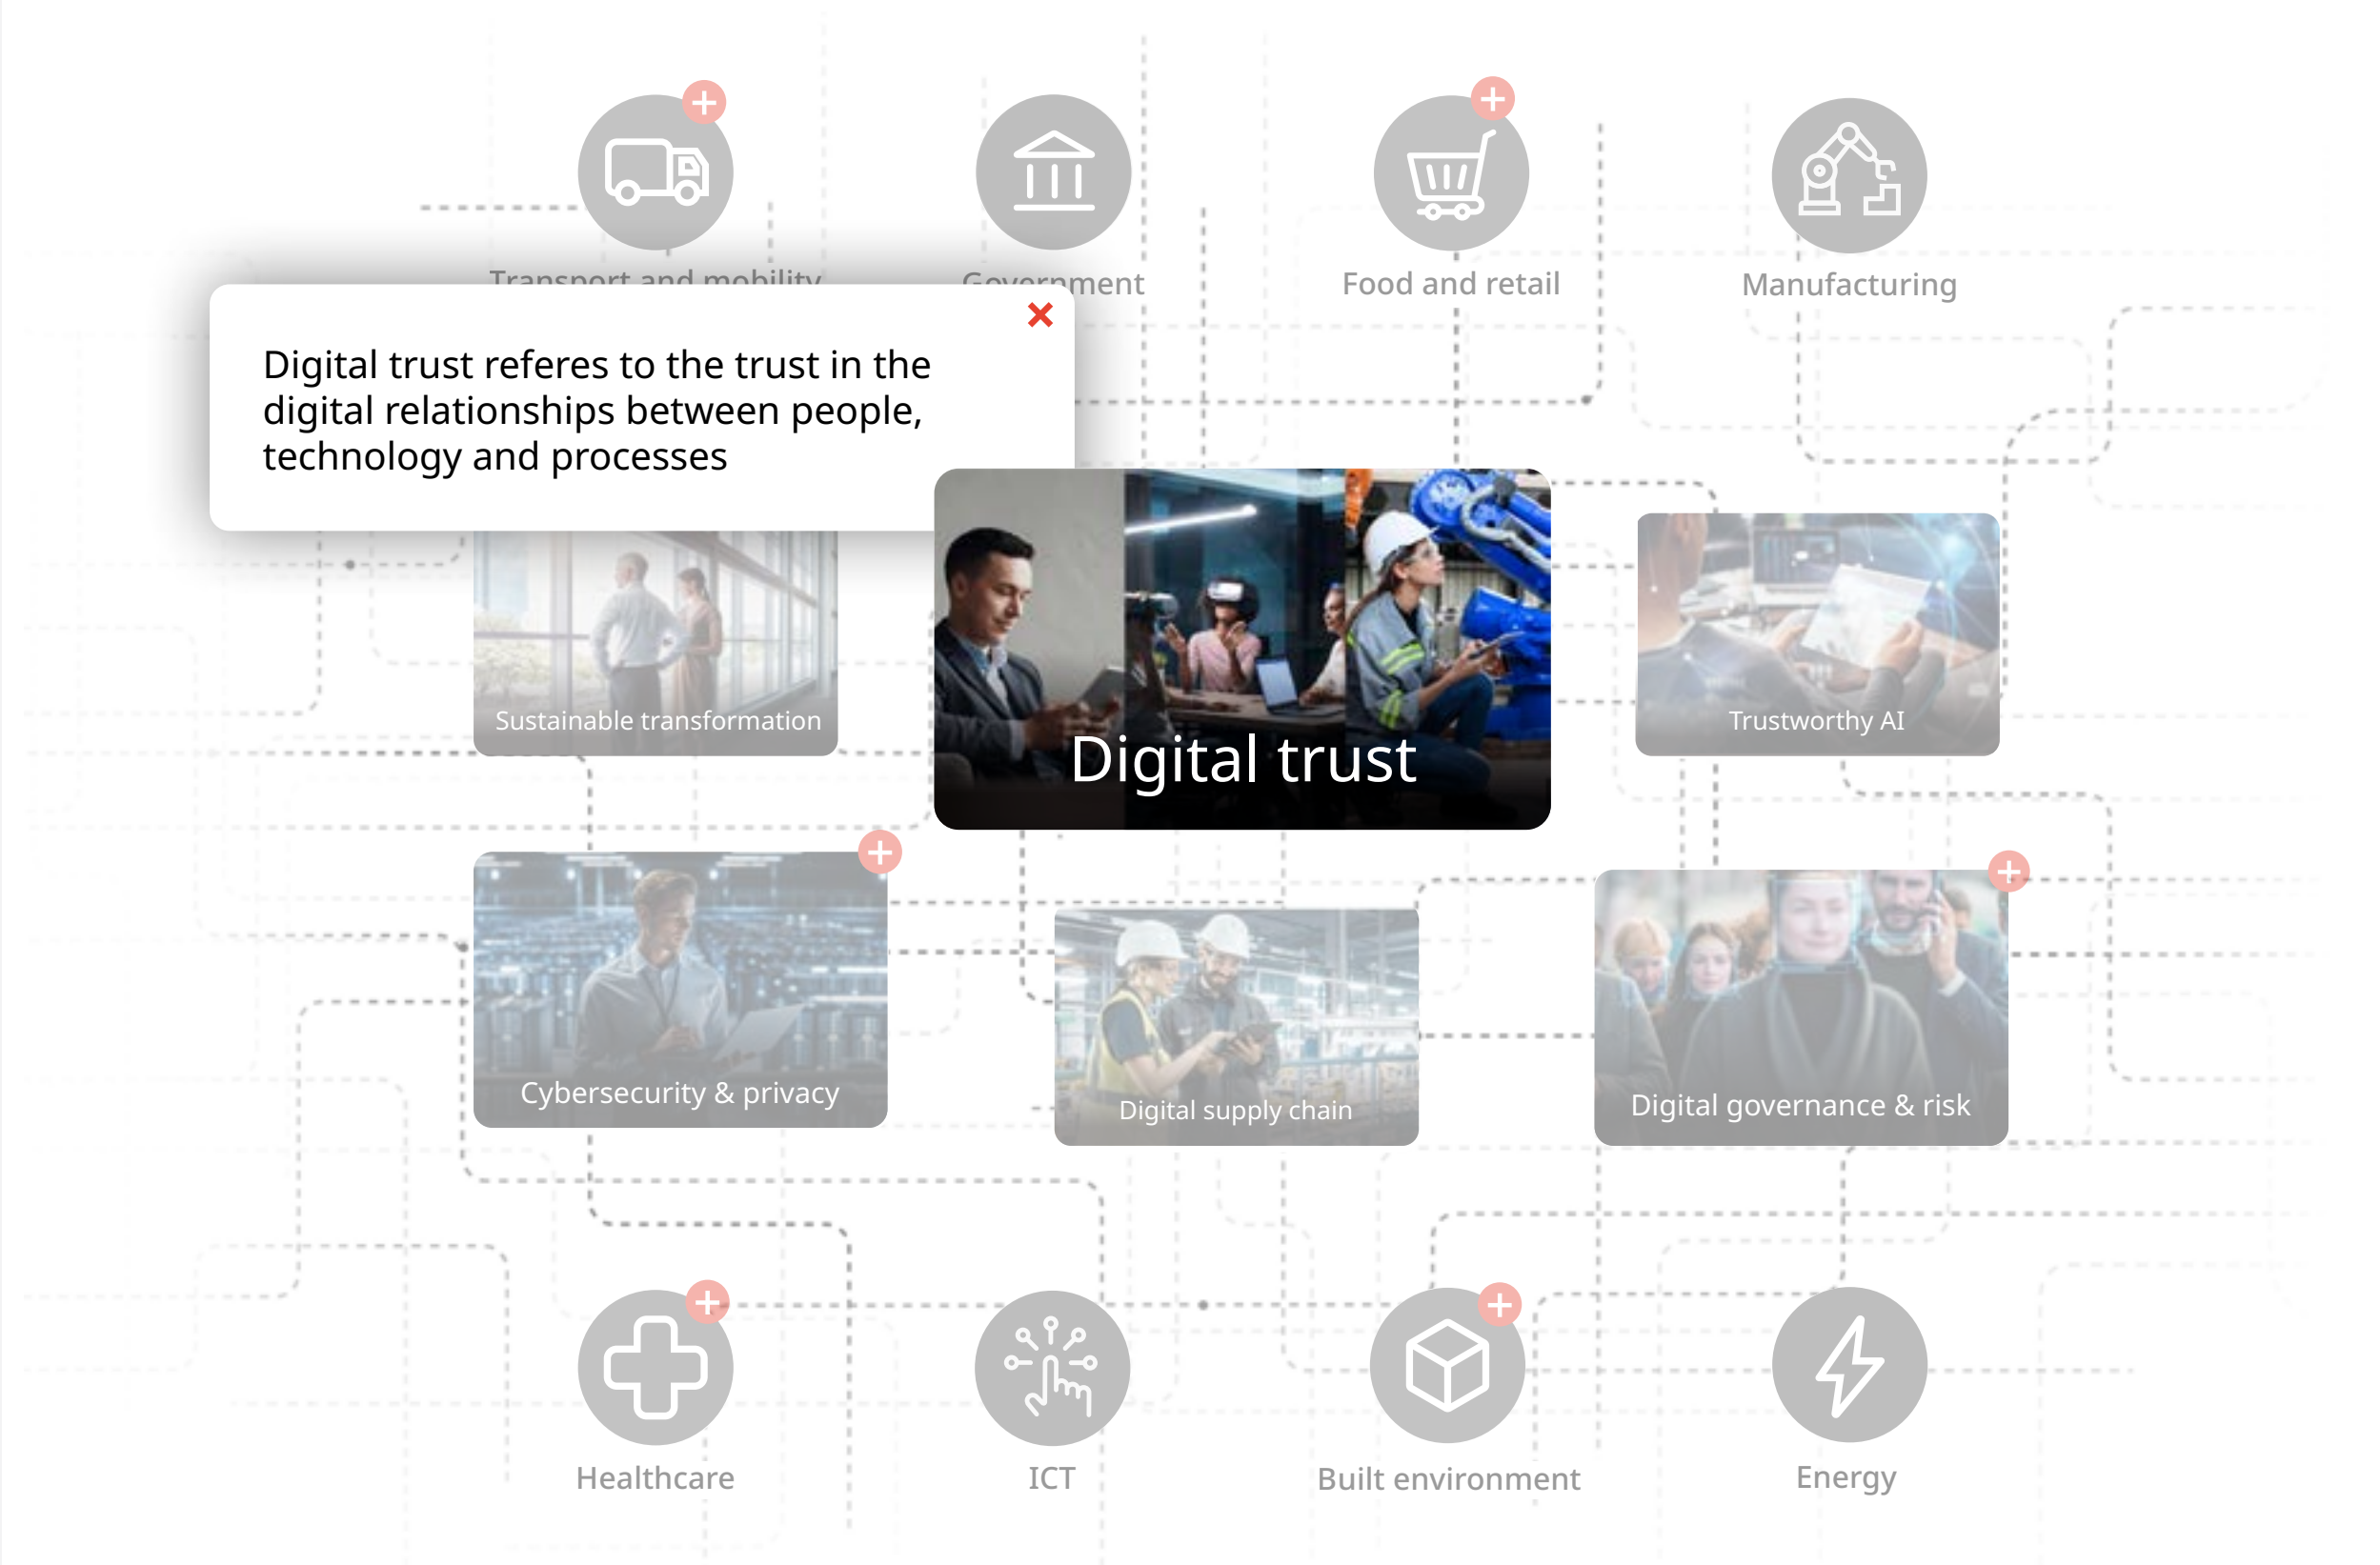 Transport and mobility
Government
Food and retail
Manufacturing
Digital trust referes to the trust in the
digital relationships between people,
technology and processes
Sustainable transformation
Digital trust
Trustworthy AI
Cybersecurity & privacy
Digital supply chain
Digital governance & risk
Healthcare
ICT
Built environment
Energy